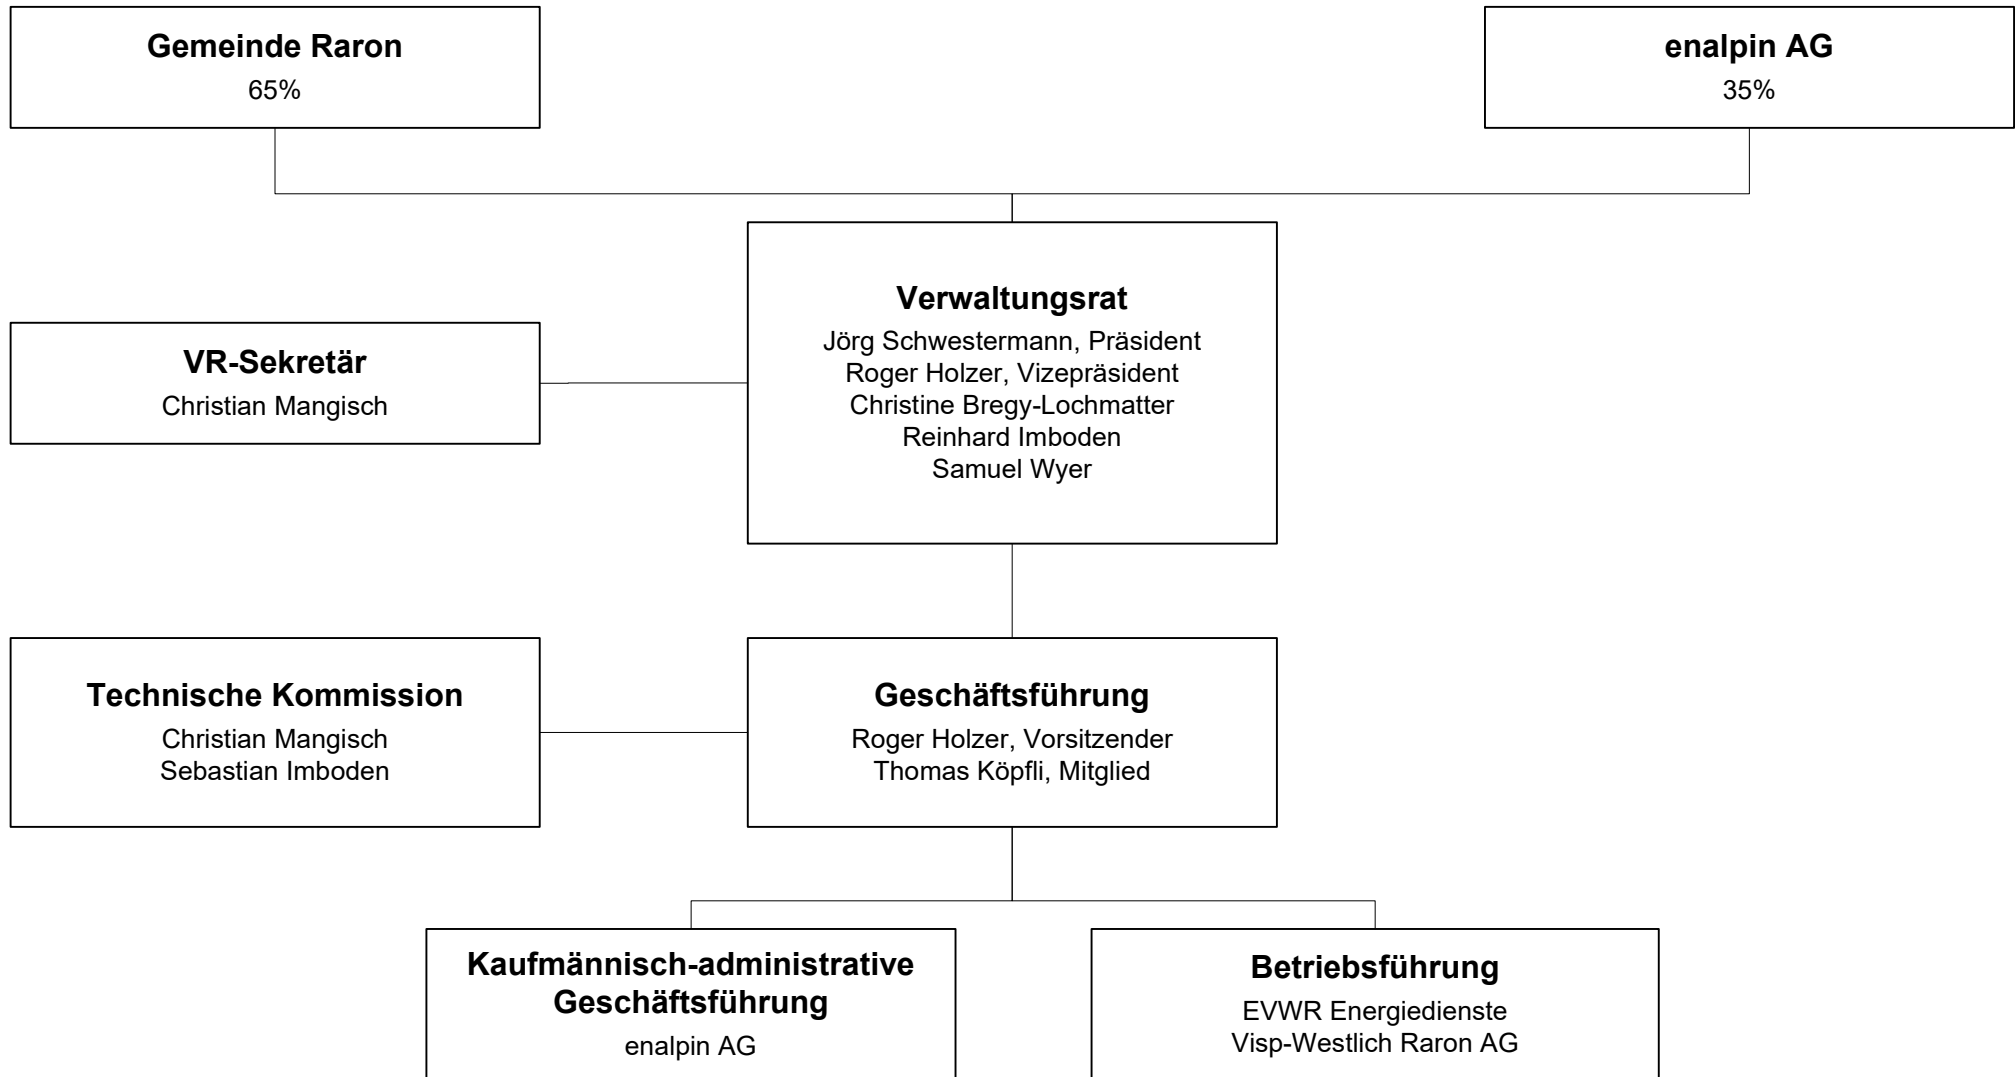 Gemeinde Raron
65%
enalpin AG
35%
Verwaltungsrat
Jörg Schwestermann, Präsident
Roger Holzer, Vizepräsident
Christine Bregy-Lochmatter
Reinhard Imboden
Samuel Wyer
VR-Sekretär
Christian Mangisch
Technische Kommission
Christian Mangisch
Sebastian Imboden
Geschäftsführung
Roger Holzer, Vorsitzender
Thomas Köpfli, Mitglied
Kaufmännisch-administrative
Geschäftsführung
enalpin AG
Betriebsführung
EVWR Energiedienste
Visp-Westlich Raron AG